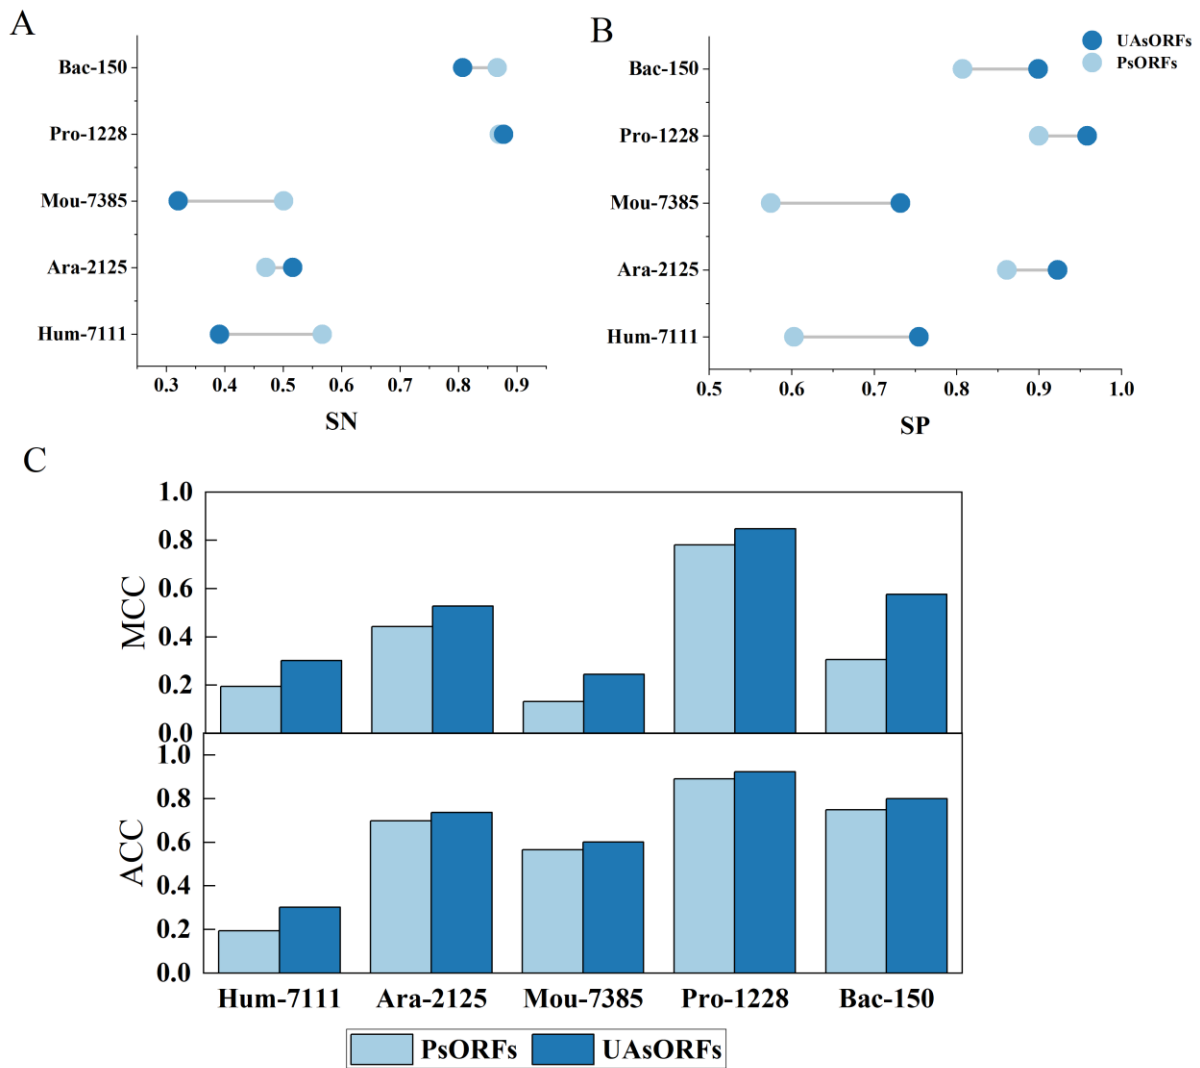 A
Bac-150
Pro-1228
Mou-7385
Ara-2125
Hum-7111
0.3 0.4 0.5 0.6 0.7 0.8 0.9
SN
B
UAsORFs
PsORFs
Bac-150
Pro-1228
Mou-7385
Ara-2125
Hum-7111
0.5 0.6 0.7 0.8 0.9 1.0
SP
C
1.0
0.8
0.6
0.4
0.2
0.0
MCC
1.0
0.8
0.6
0.4
0.2
0.0
ACC
Hum-7111 Ara-2125 Mou-7385 Pro-1228 Bac-150
PsORFs UAsORFs